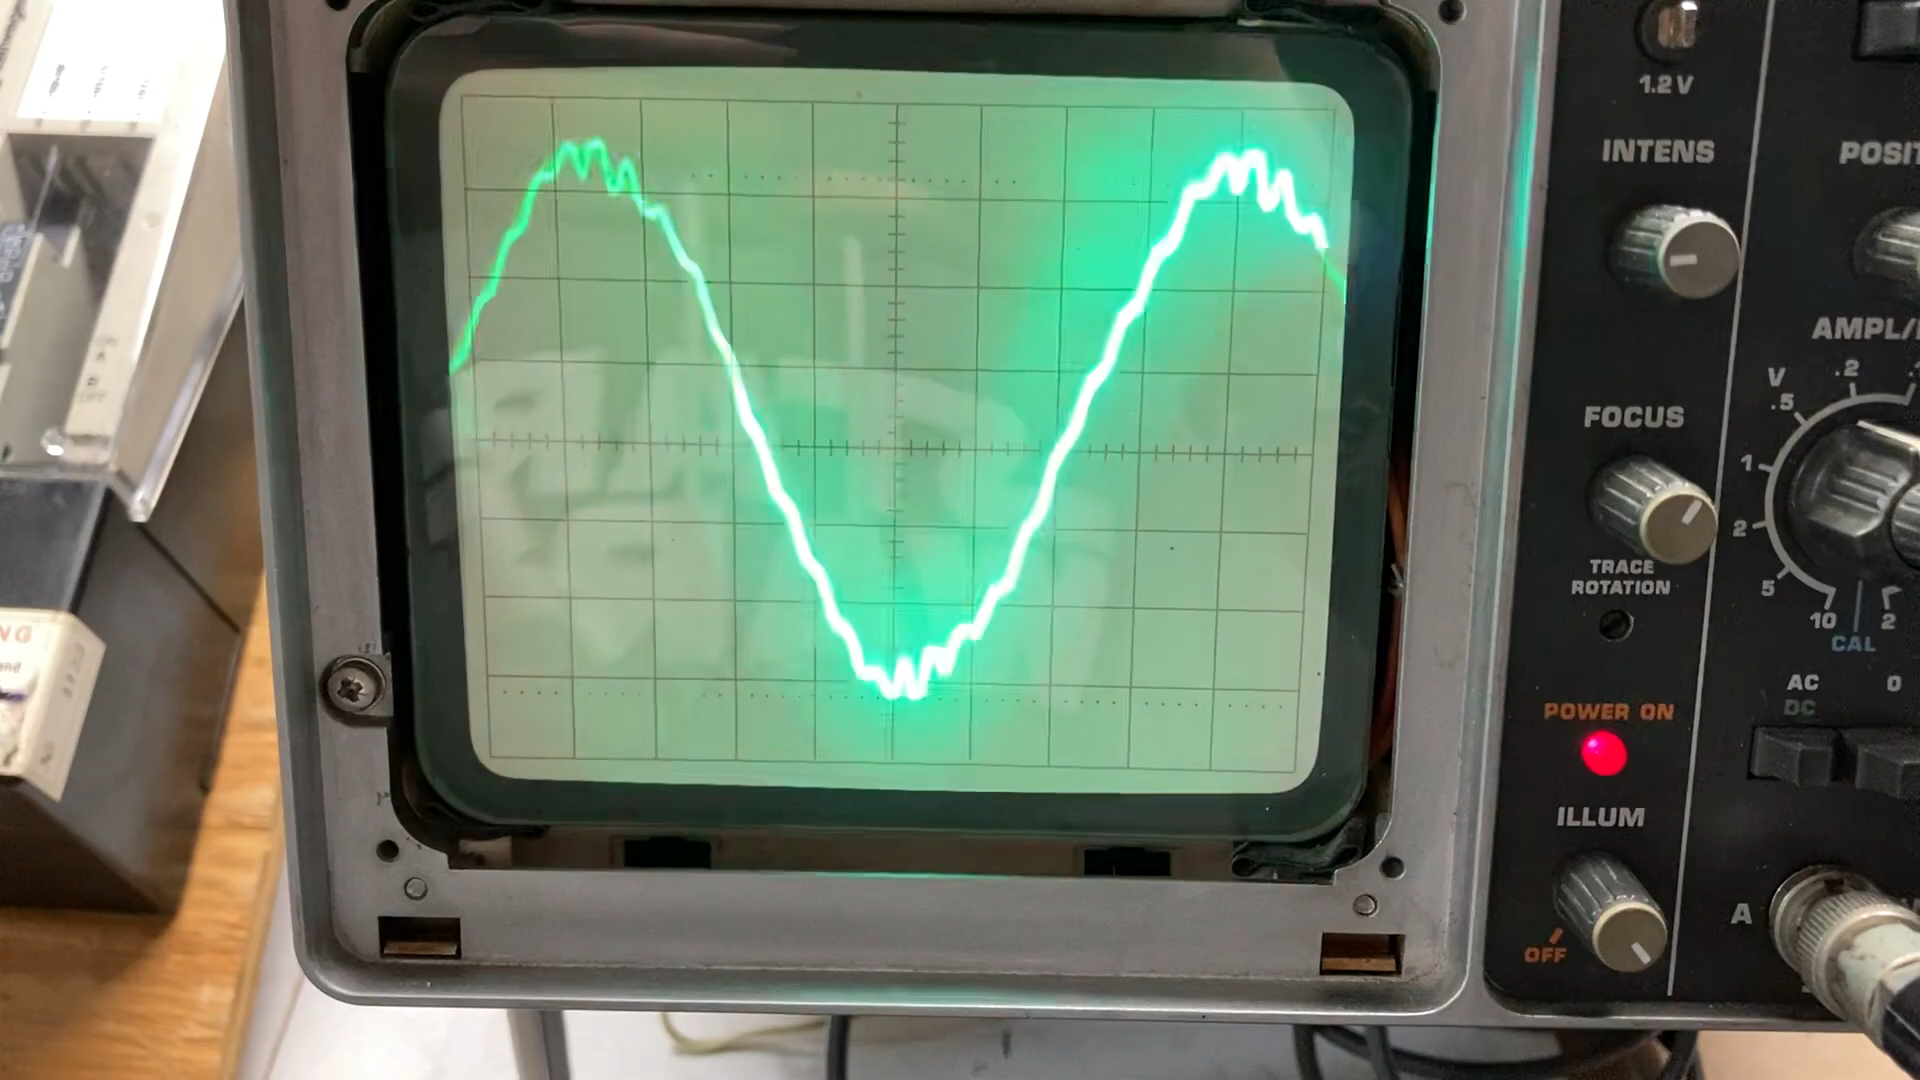 1.2 V
INTENS
POSIT
AMPL/
V
.2
.5
FOCUS
1
2
TRACE
ROTATION
5
10
2
CAL
AC
0
DC
POWER ON
ILLUM
A
OFF
NG